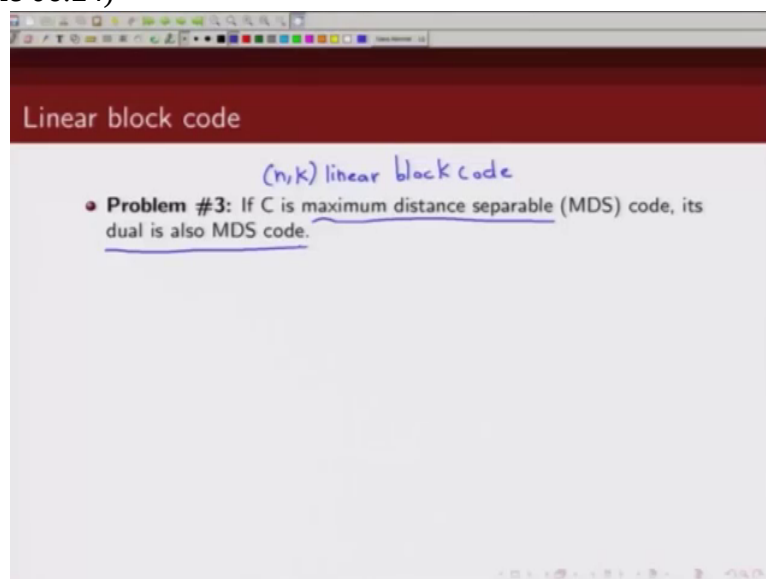 Linear block code
(n,k) linear block code
• Problem #3: If C is maximum distance separable (MDS) code, its
dual is also MDS code.